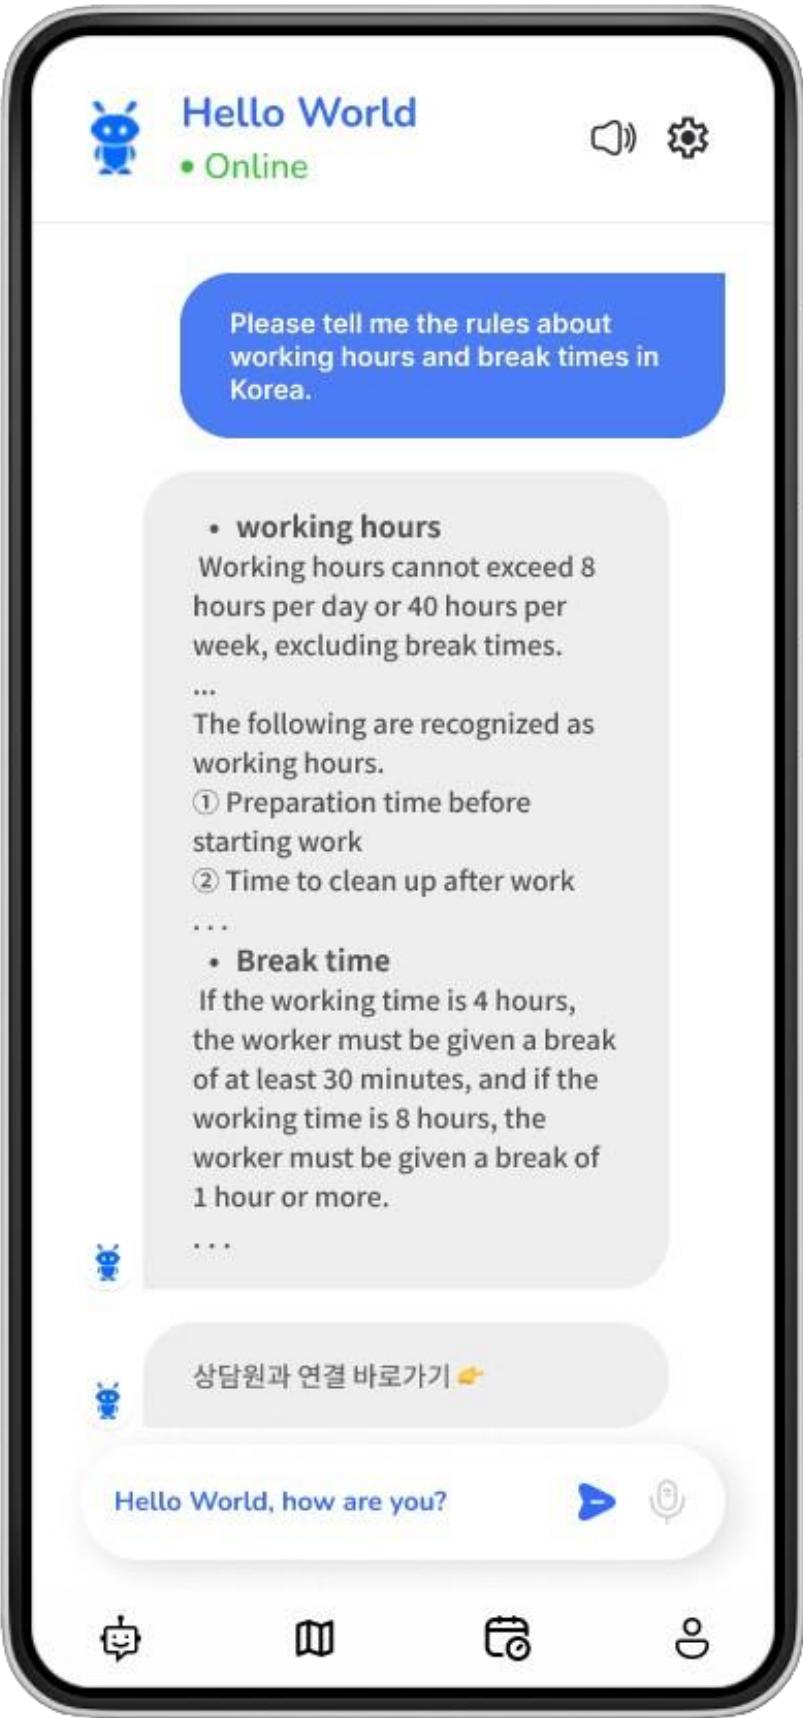 Hello World
• Online
Please tell me the rules about
working hours and break times in
Korea.
• working hours
Working hours cannot exceed 8
hours per day or 40 hours per
week, excluding break times.
...
The following are recognized as
working hours.
① Preparation time before
starting work
② Time to clean up after work
. . .
• Break time
If the working time is 4 hours,
the worker must be given a break
of at least 30 minutes, and if the
working time is 8 hours, the
worker must be given a break of
1 hour or more.
. . .
상담원과 연결 바로가기 👉
Hello World, how are you?